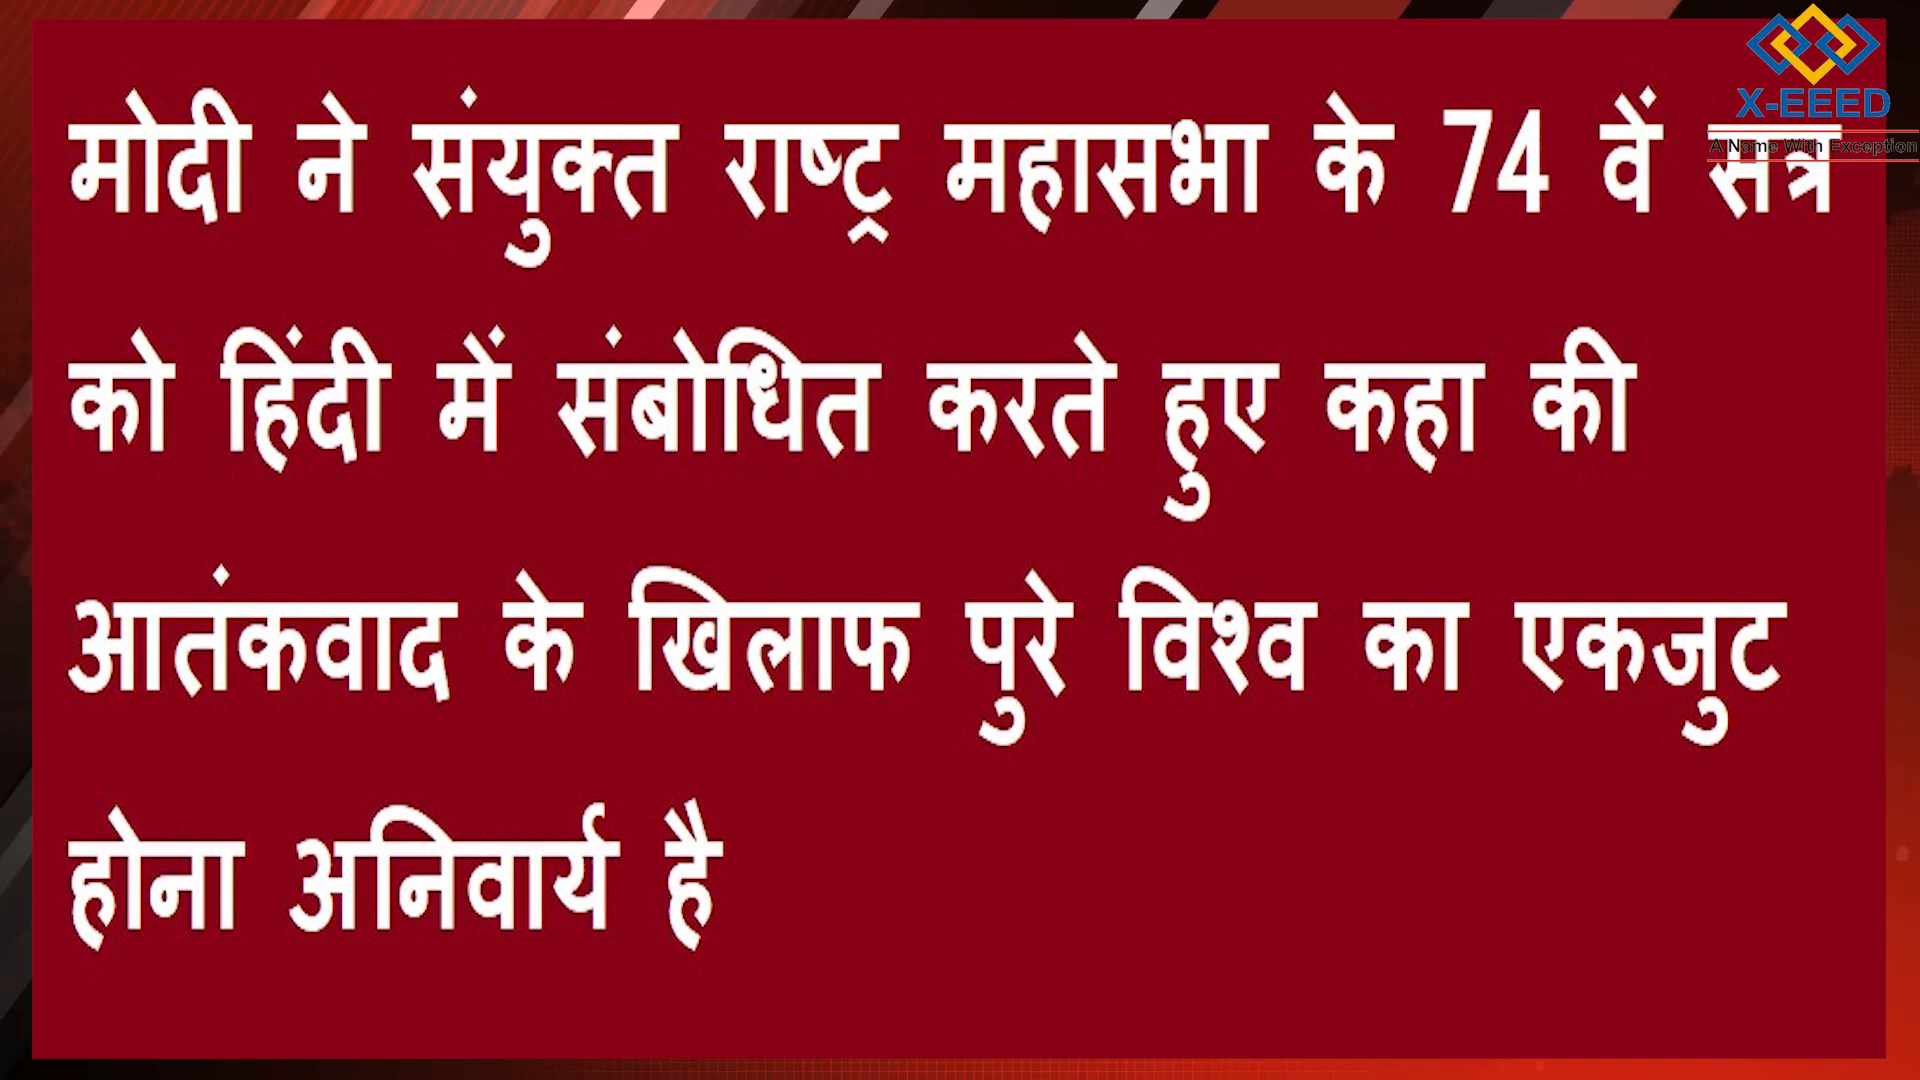 X-EEED
A Name With Exception
मोदी ने संयुक्त राष्ट्र महासभा के 74 वें सत्र
को हिंदी में संबोधित करते हुए कहा की
आतंकवाद के खिलाफ पुरे विश्व का एकजुट
होना अनिवार्य है